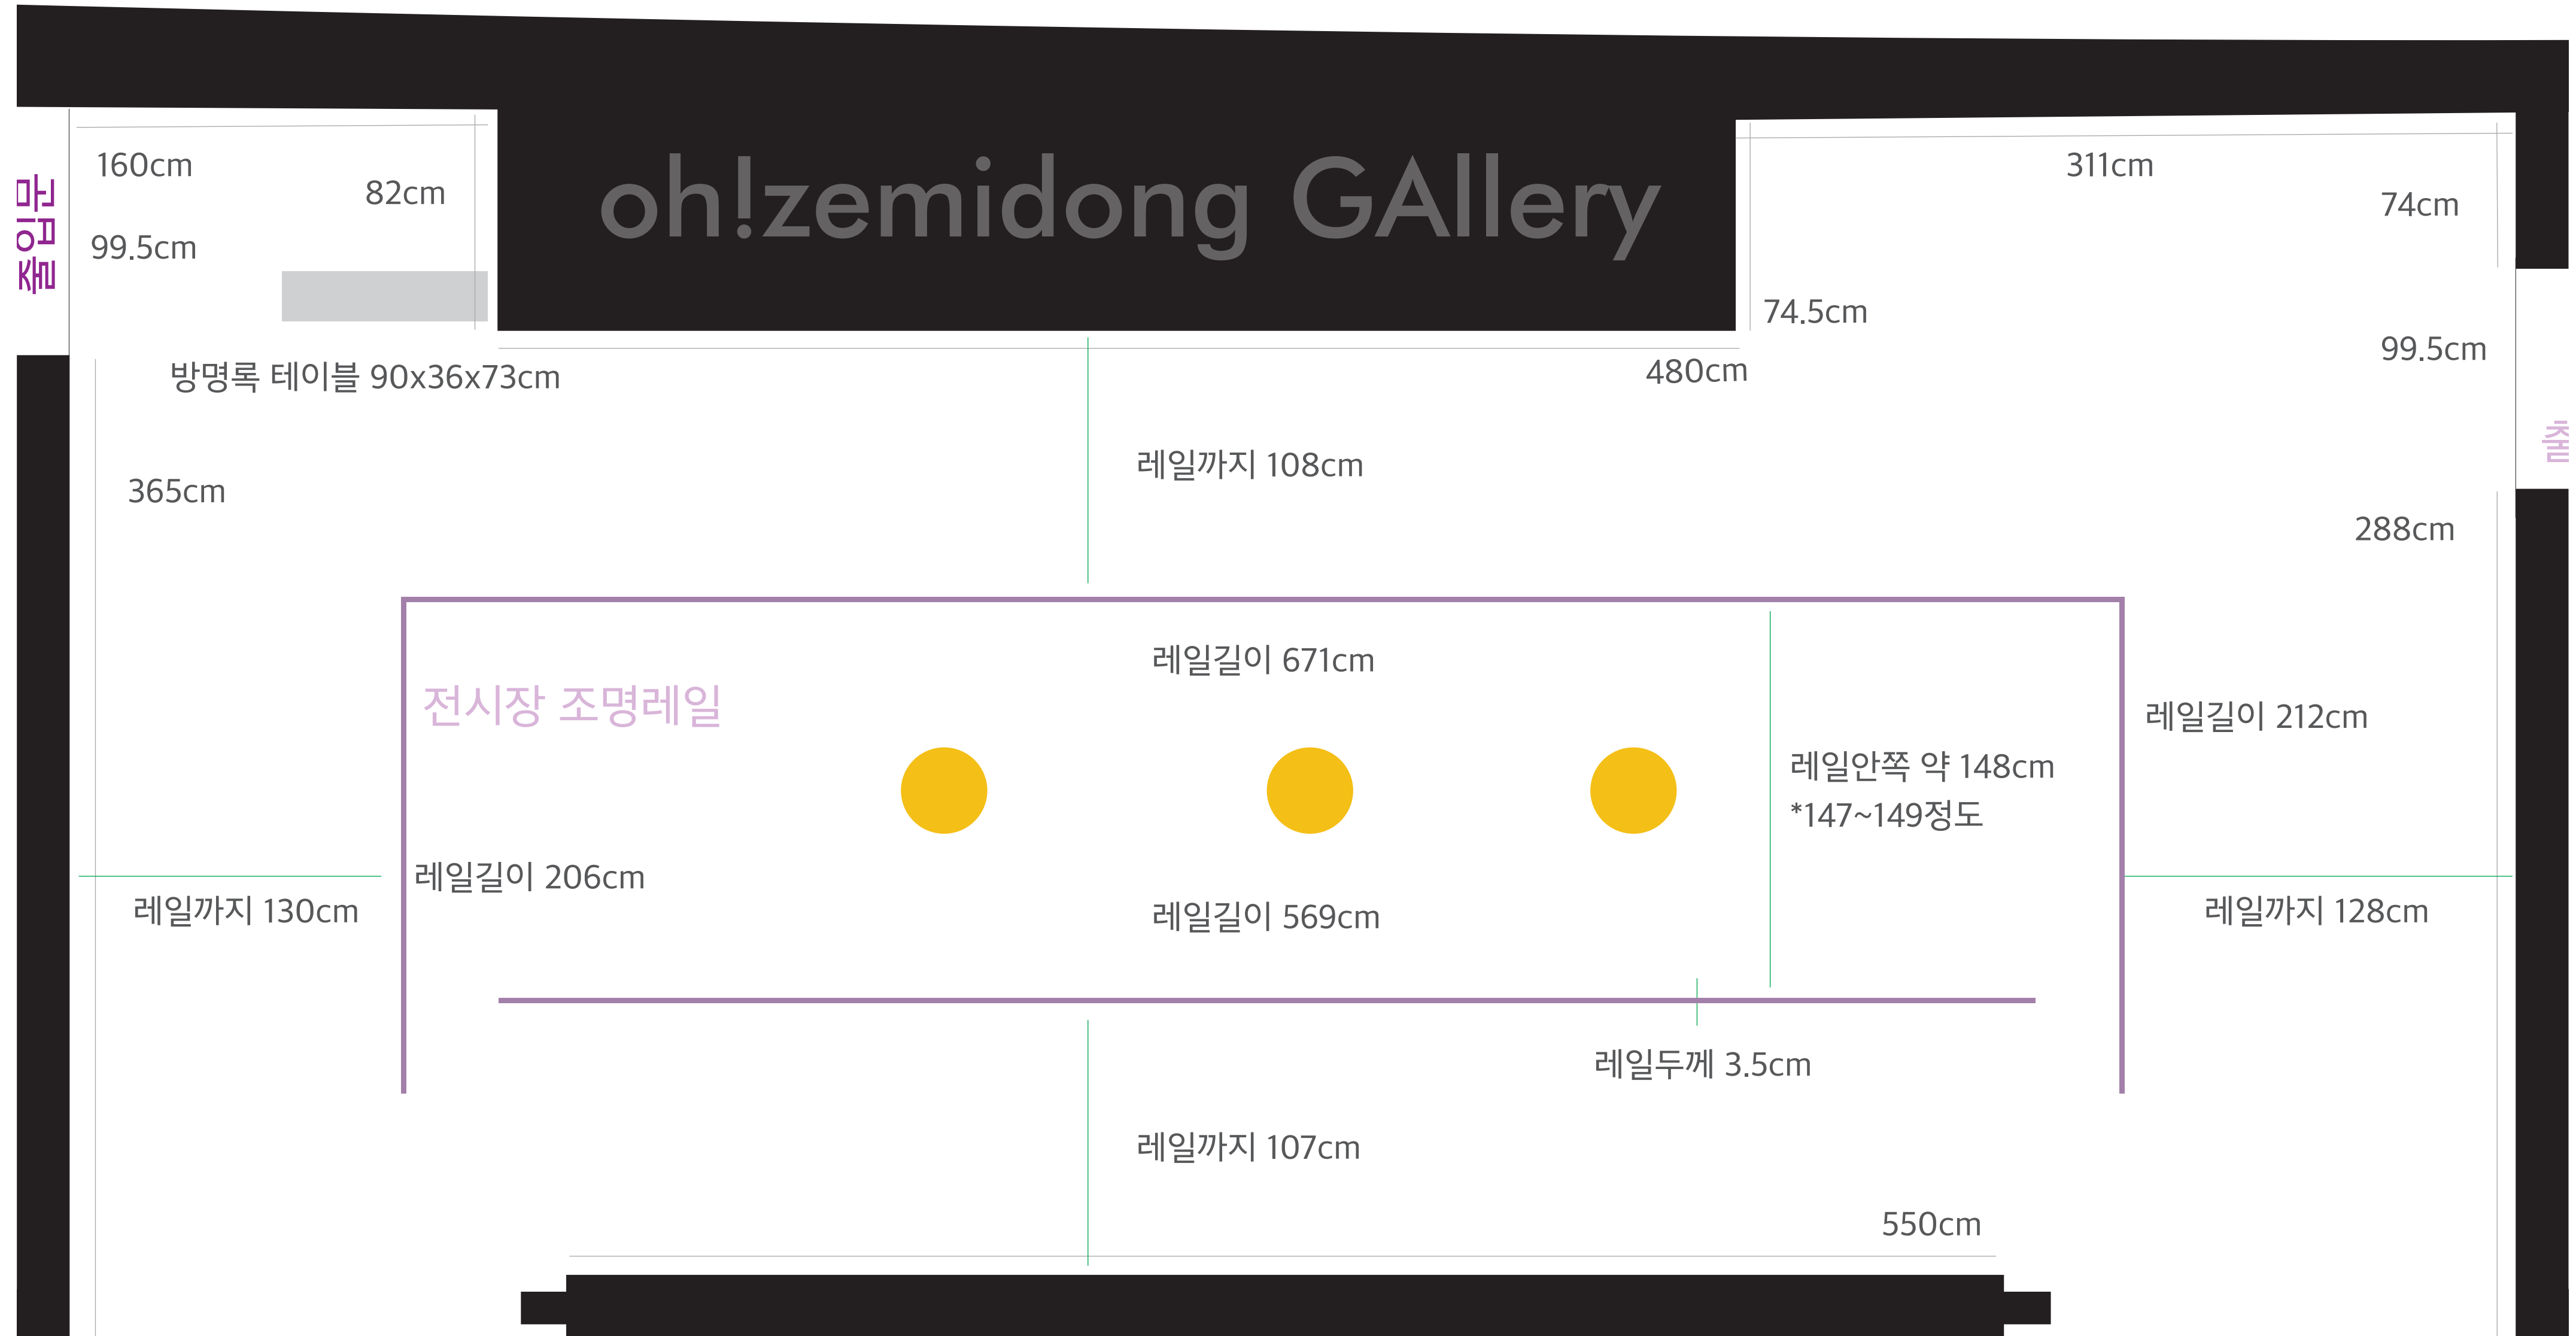 출입문
160cm
82cm
99.5cm
oh!zemidong GAllery
311cm
74cm
74.5cm
99.5cm
방명록 테이블 90x36x73cm
480cm
365cm
레일까지 108cm
288cm
레일길이 671cm
전시장 조명레일
레일길이 212cm
레일안쪽 약 148cm
*147~149정도
레일길이 206cm
레일길이 569cm
레일까지 130cm
레일까지 128cm
레일두께 3.5cm
레일까지 107cm
550cm